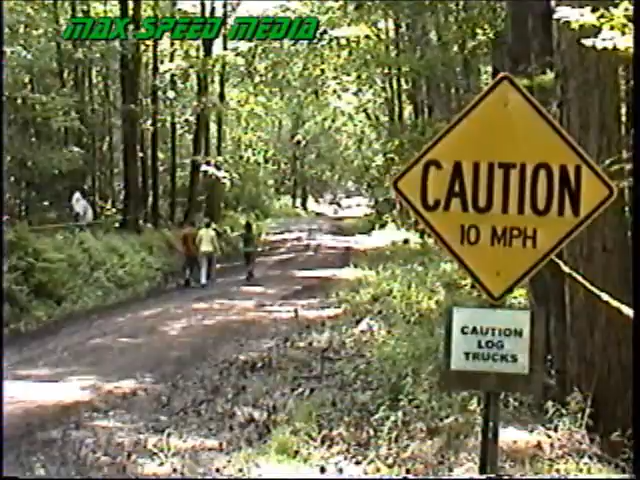 MAX SPEED MEDIA
CAUTION
10 MPH
CAUTION
LOG
TRUCKS